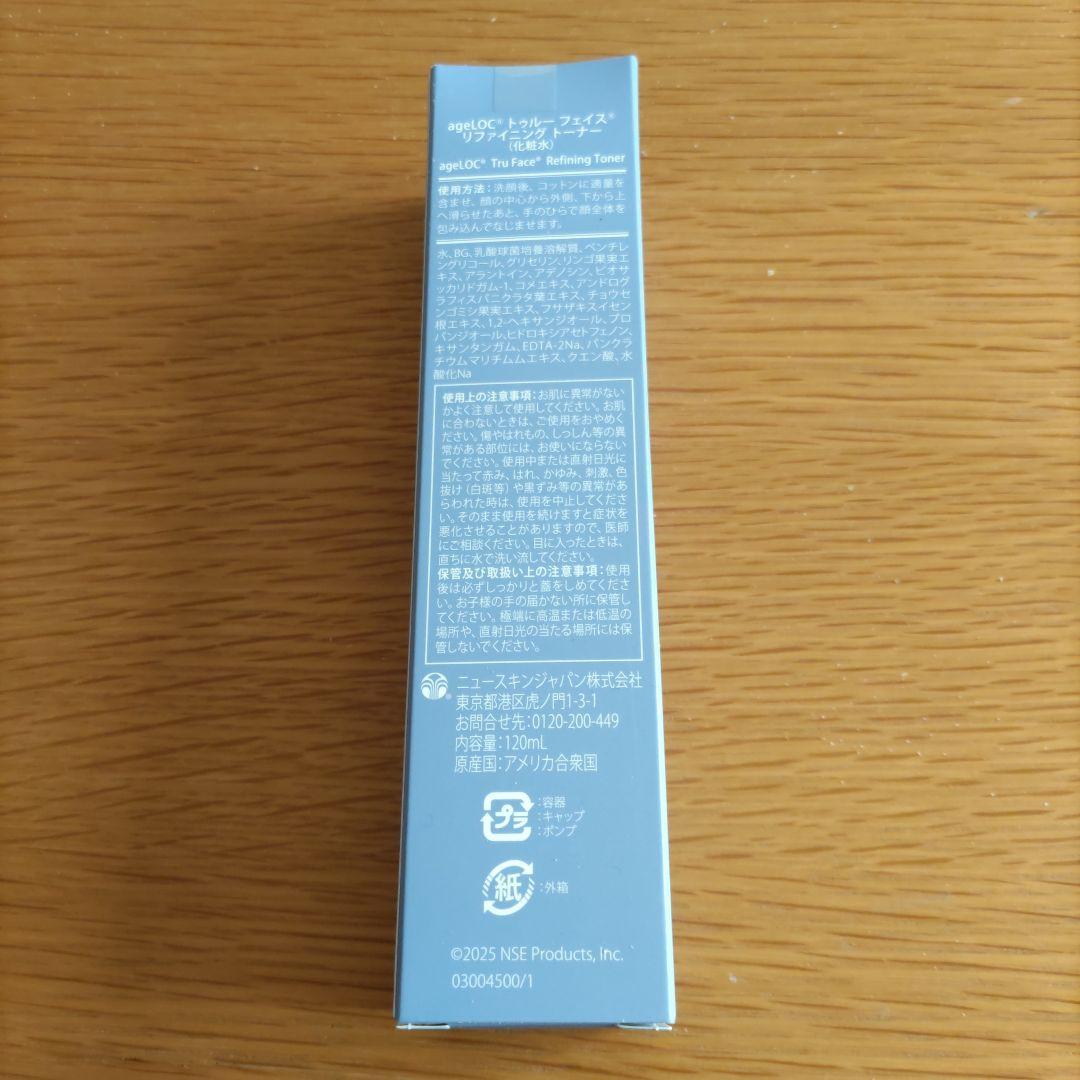 ageLOC® トゥルー フェイス®
リファイニング トーナー
(化粧水)
ageLOC® Tru Face® Refining Toner
使用方法：洗顔後、コットンに適量を
含ませ、顔の中心から外側、下から上
へ滑らせたあと、手のひらで顔全体を
包み込んでなじませます。
水、BG、乳酸球菌培養溶解質、ペンチレ
ングリコール、グリセリン、リンゴ果実エ
キス、アラントイン、アデノシン、ビオサ
ッカリドガム-1、コメエキス、アンドログ
ラフィスパニクラタ葉エキス、チョウセ
ンゴミシ果実エキス、フサザキスイセン
根エキス、1,2-ヘキサンジオール、プロ
パンジオール、ヒドロキシアセトフェノン、
キサンタンガム、EDTA-2Na、パンクラ
チウムマリチムムエキス、クエン酸、水
酸化Na
使用上の注意事項：お肌に異常がない
かよく注意して使用してください。お肌
に合わないときは、ご使用をおやめく
ださい。傷やはれもの、しっしん等の異
常がある部位には、お使いにならない
でください。使用中または直射日光に
当たって赤み、はれ、かゆみ、刺激、色
抜け（白斑等）や黒ずみ等の異常があ
らわれた時は、使用を中止してくださ
い。そのまま使用を続けますと症状を
悪化させることがありますので、医師
にご相談ください。目に入ったときは、
直ちに水で洗い流してください。
保管及び取扱い上の注意事項：使用
後は必ずしっかりと蓋をしめてくださ
い。お子様の手の届かない所に保管し
てください。極端に高温または低温の
場所や、直射日光の当たる場所には保
管しないでください。
ニュースキンジャパン株式会社
東京都港区虎ノ門1-3-1
お問合せ先：0120-200-449
内容量：120mL
原産国：アメリカ合衆国
プラ
：容器
：キャップ
：ポンプ
紙：外箱
©2025 NSE Products, Inc.
03004500/1